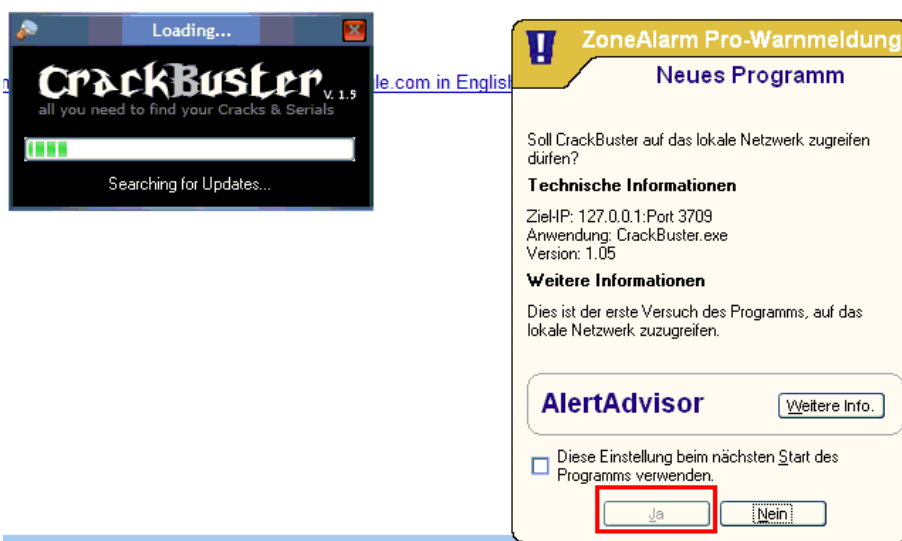 Loading...
CrackBuster V. 1.5
all you need to find your Cracks & Serials
Searching for Updates...
le.com in English
ZoneAlarm Pro-Warnmeldung
Neues Programm
Soll CrackBuster auf das lokale Netzwerk zugreifen
dürfen?
Technische Informationen
Ziel-IP: 127.0.0.1:Port 3709
Anwendung: CrackBuster.exe
Version: 1.05
Weitere Informationen
Dies ist der erste Versuch des Programms, auf das
lokale Netzwerk zuzugreifen.
AlertAdvisor
Weitere Info.
Diese Einstellung beim nächsten Start des
Programms verwenden.
Ja
Nein